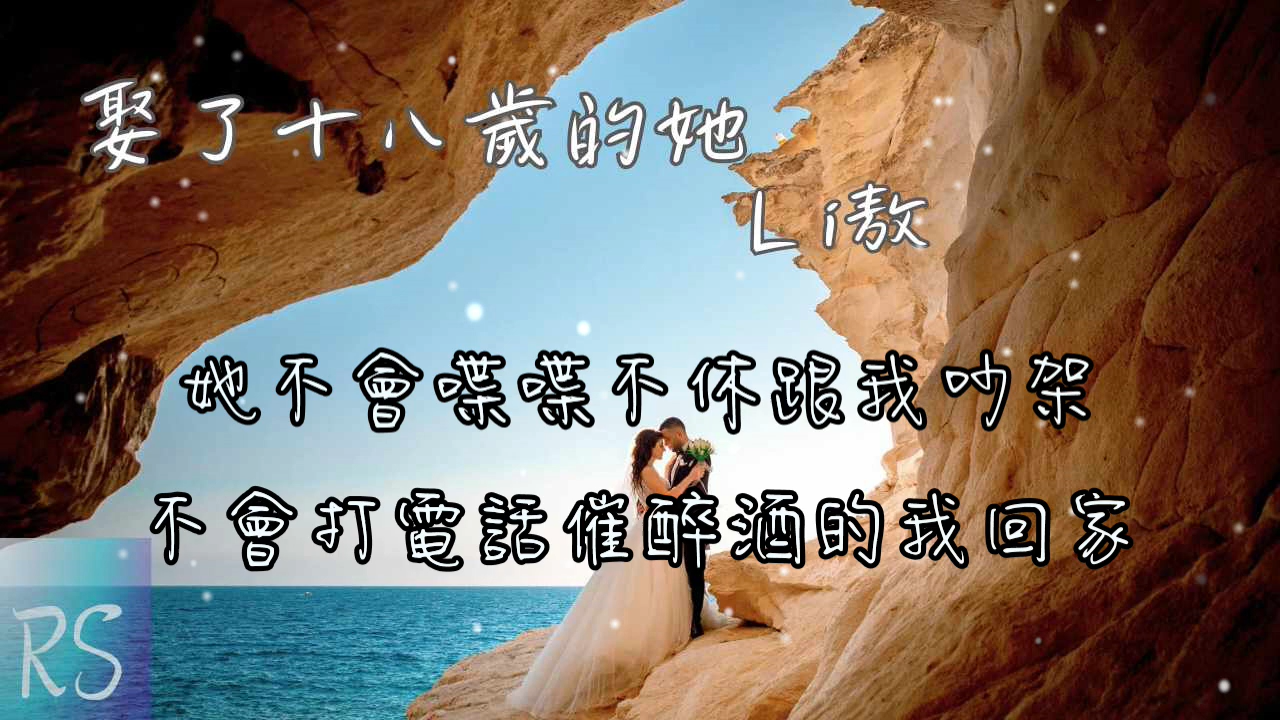 娶了十八歲的她
Li敖
她不會喋喋不休跟我吵架
不會打電話催醉酒的我回家
RS